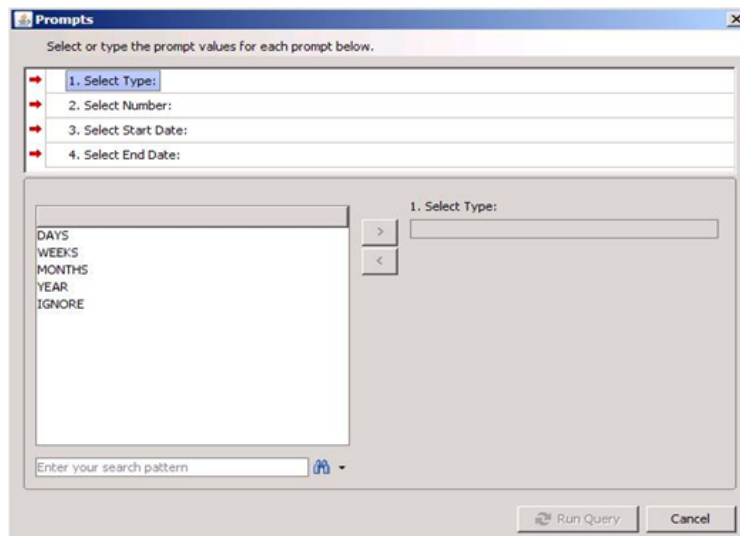 Prompts
Select or type the prompt values for each prompt below.
1. Select Type:
2. Select Number:
3. Select Start Date:
4. Select End Date:
1. Select Type:
>
<
DAYS
WEEKS
MONTHS
YEAR
IGNORE
Enter your search pattern
Run Query
Cancel